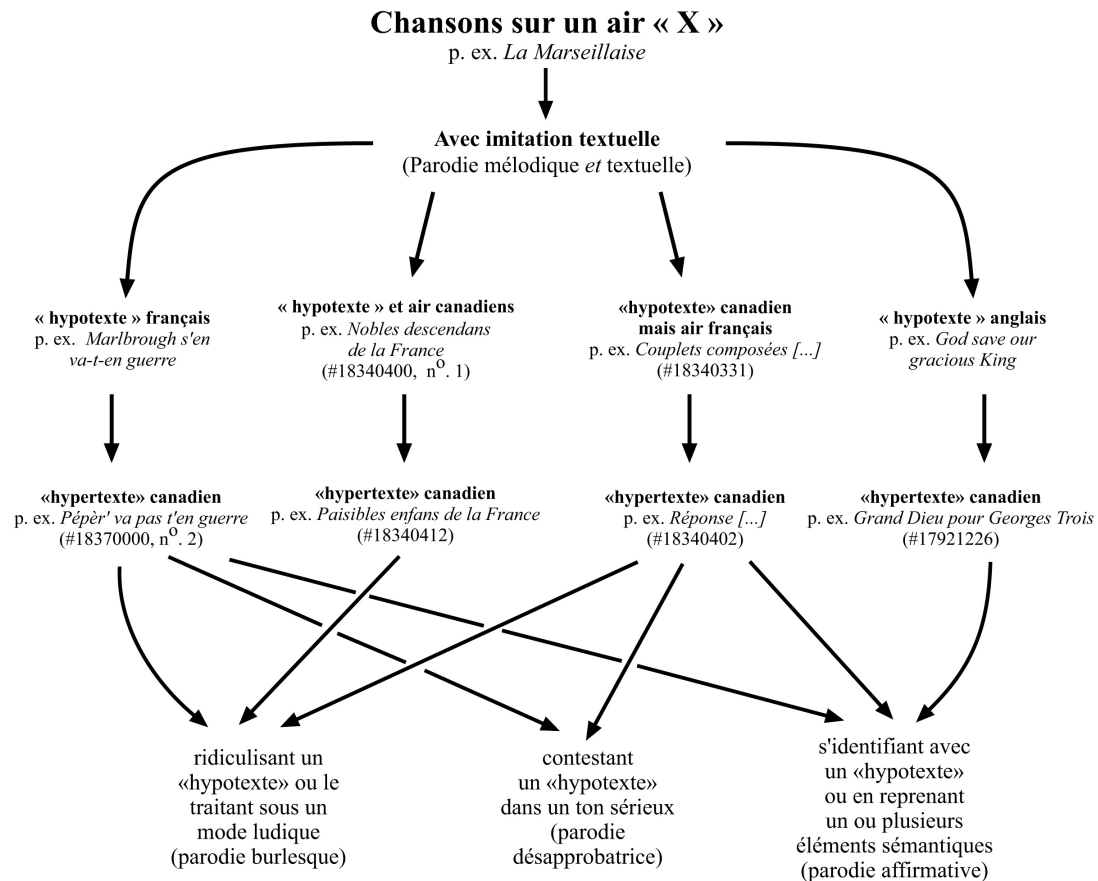 Chansons sur un air « X »
p. ex. La Marseillaise
Avec imitation textuelle
(Parodie mélodique et textuelle)
« hypotexte » français
p. ex. Marlbrough s'en
va-t-en guerre
« hypotexte » et air canadiens
p. ex. Nobles descendans
de la France
(#18340400, nº. 1)
«hypotexte» canadien
mais air français
p. ex. Couplets composées [...]
(#18340331)
« hypotexte » anglais
p. ex. God save our
gracious King
«hypertexte» canadien
p. ex. Pépèr' va pas t'en guerre
(#18370000, nº. 2)
«hypertexte» canadien
p. ex. Paisibles enfans de la France
(#18340412)
«hypertexte» canadien
p. ex. Réponse [...]
(#18340402)
«hypertexte» canadien
p. ex. Grand Dieu pour Georges Trois
(#17921226)
ridiculisant un
«hypotexte» ou le
traitant sous un
mode ludique
(parodie burlesque)
contestant
un «hypotexte»
dans un ton sérieux
(parodie
désapprobatrice)
s'identifiant avec
un «hypotexte»
ou en reprenant
un ou plusieurs
éléments sémantiques
(parodie affirmative)